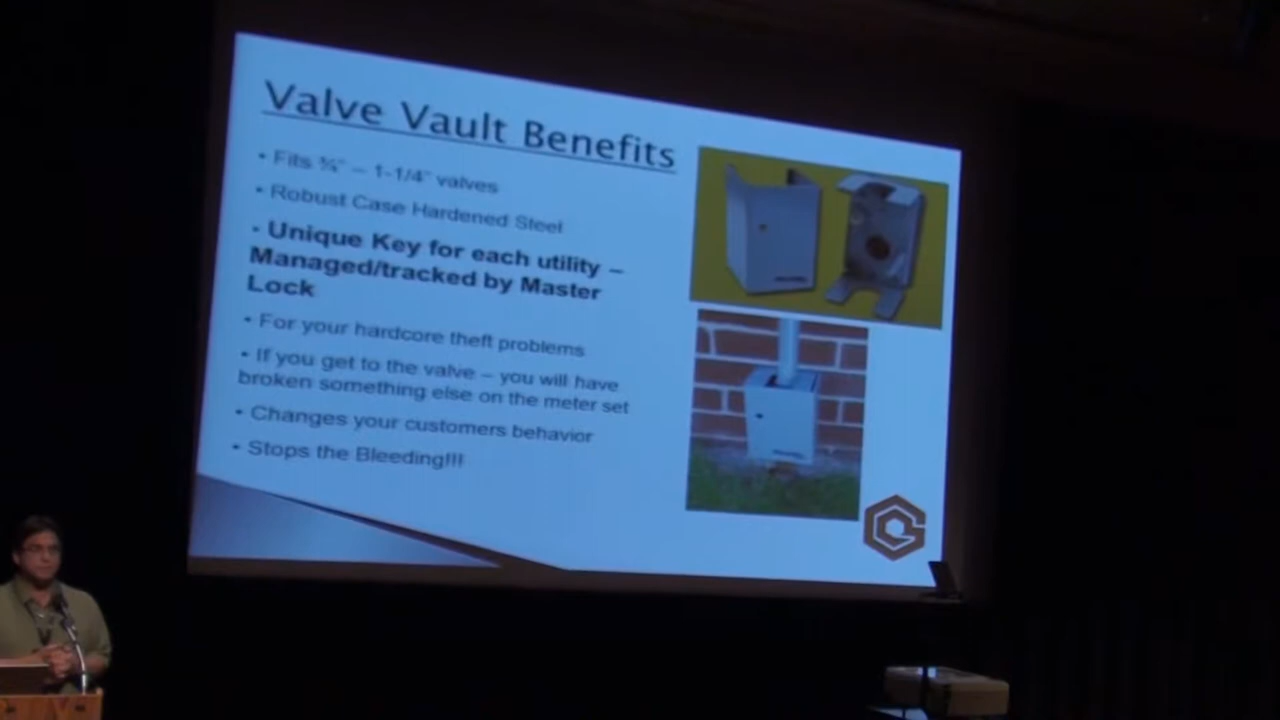 Valve Vault Benefits
• Fits ¾" – 1-1/4" valves
• Robust Case Hardened Steel
• Unique Key for each utility –
Managed/tracked by Master
Lock
• For your hardcore theft problems
• If you get to the valve – you will have
broken something else on the meter set
• Changes your customers behavior
• Stops the Bleeding!!!